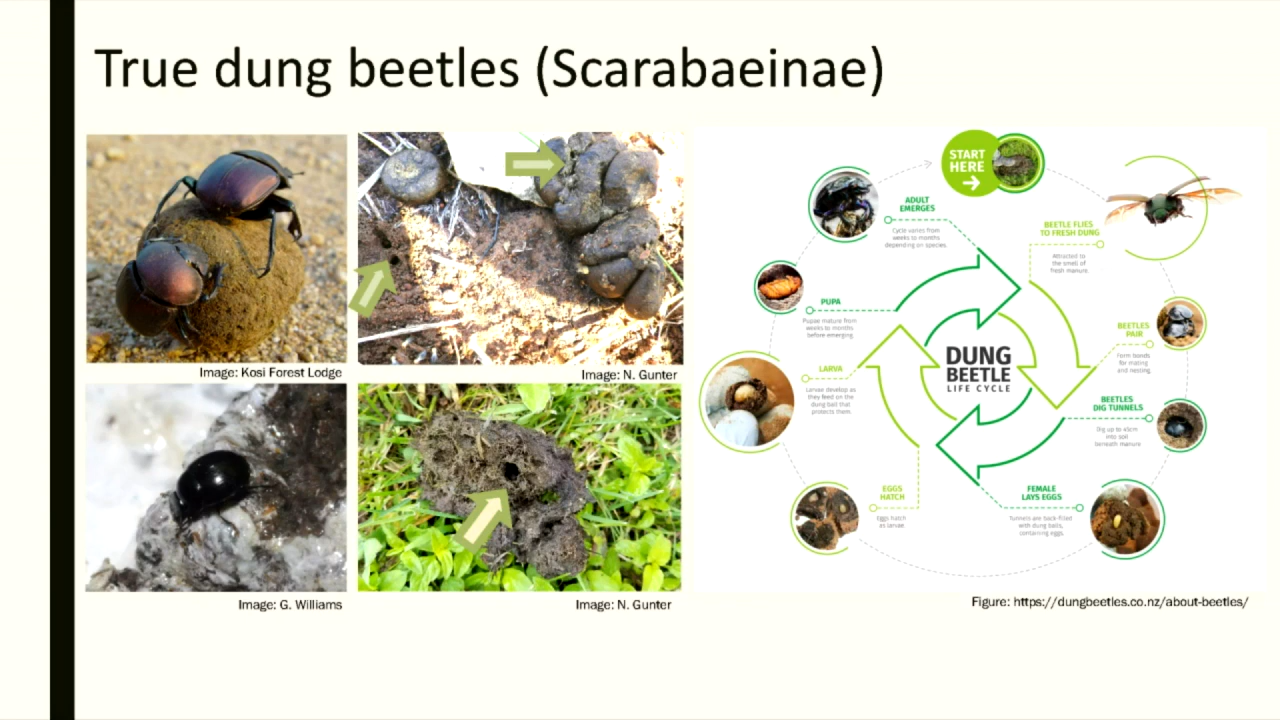 True dung beetles (Scarabaeinae)
Image: Kosi Forest Lodge
Image: N. Gunter
Image: G. Williams
Image: N. Gunter
START
HERE
BEETLE FLIES
TO FRESH DUNG
Attracted to
the smell of
fresh manure.
BEETLES
PAIR
Form bonds
for mating
and nesting.
BEETLES
DIG TUNNELS
Dig up to 45cm
into soil
beneath manure
FEMALE
LAYS EGGS
Tunnels are back-filled
with dung balls,
containing eggs.
EGGS
HATCH
Eggs hatch
as larvae.
LARVA
Larvae develop as
they feed on the
dung ball that
protects them.
PUPA
Pupae mature from
weeks to months
before emerging.
ADULT
EMERGES
Cycle varies from
weeks to months
depending on species.
DUNG
BEETLE
LIFE CYCLE
Figure: https://dungbeetles.co.nz/about-beetles/